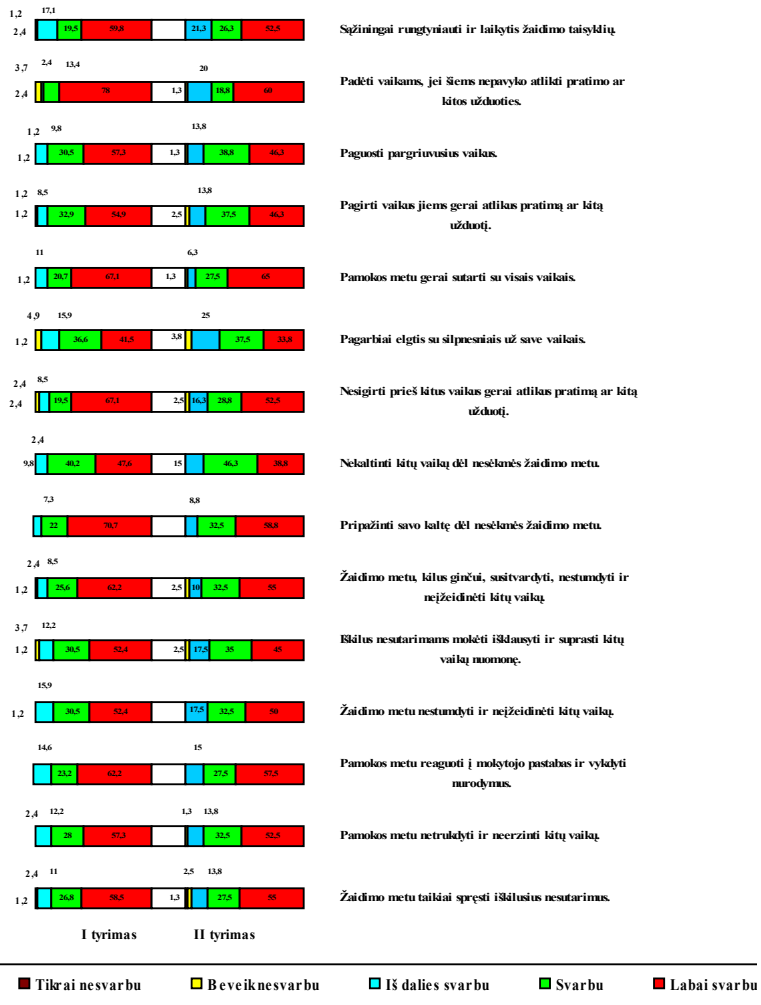 17,1
1,2
2,4
19,5 59,8 21,3 26,3 52,5
Sąžiningai rungtyniauti ir laikytis žaidimo taisyklių.
3,7 2,4 13,4 20
2,4
78 1,3 18,8 60
Padėti vaikams, jei šiems nepavyko atlikti pratimo ar
kitos užduoties.
1,2 9,8 13,8
1,2 30,5 57,3 1,3 38,8 46,3
Paguosti pargriuvusius vaikus.
1,2 8,5 13,8
1,2 32,9 54,9 2,5 37,5 46,3
Pagirti vaikus jiems gerai atlikus pratimą ar kitą
užduotį.
11 6,3
1,2 20,7 67,1 1,3 27,5 65
Pamokos metu gerai sutarti su visais vaikais.
4,9 15,9 25
1,2 36,6 41,5 3,8 37,5 33,8
Pagarbiai elgtis su silpnesniais už save vaikais.
2,4 8,5
2,4 19,5 67,1 2,5 16,3 28,8 52,5
Nesigirti prieš kitus vaikus gerai atlikus pratimą ar kitą
užduotį.
2,4
9,8 40,2 47,6 15 46,3 38,8
Nekaltinti kitų vaikų dėl nesėkmės žaidimo metu.
7,3 8,8
22 70,7 32,5 58,8
Pripažinti savo kaltę dėl nesėkmės žaidimo metu.
2,4 8,5
1,2 25,6 62,2 2,5 10 32,5 55
Žaidimo metu, kilus ginčui, susitvardyti, nestumdyti ir
neįžeidinėti kitų vaikų.
3,7 12,2
1,2 30,5 52,4 2,5 17,5 35 45
Iškilus nesutarimams mokėti išklausyti ir suprasti kitų
vaikų nuomonę.
15,9
1,2 30,5 52,4 17,5 32,5 50
Žaidimo metu nestumdyti ir neįžeidinėti kitų vaikų.
14,6 15
23,2 62,2 27,5 57,5
Pamokos metu reaguoti į mokytojo pastabas ir vykdyti
nurodymus.
2,4 12,2 1,3 13,8
28 57,3 32,5 52,5
Pamokos metu netrukdyti ir neerzinti kitų vaikų.
2,4 11 2,5 13,8
1,2 26,8 58,5 1,3 27,5 55
Žaidimo metu taikiai spręsti iškilusius nesutarimus.
I tyrimas II tyrimas
Tikrai nesvarbu Beveik nesvarbu Iš dalies svarbu Svarbu Labai svarbu